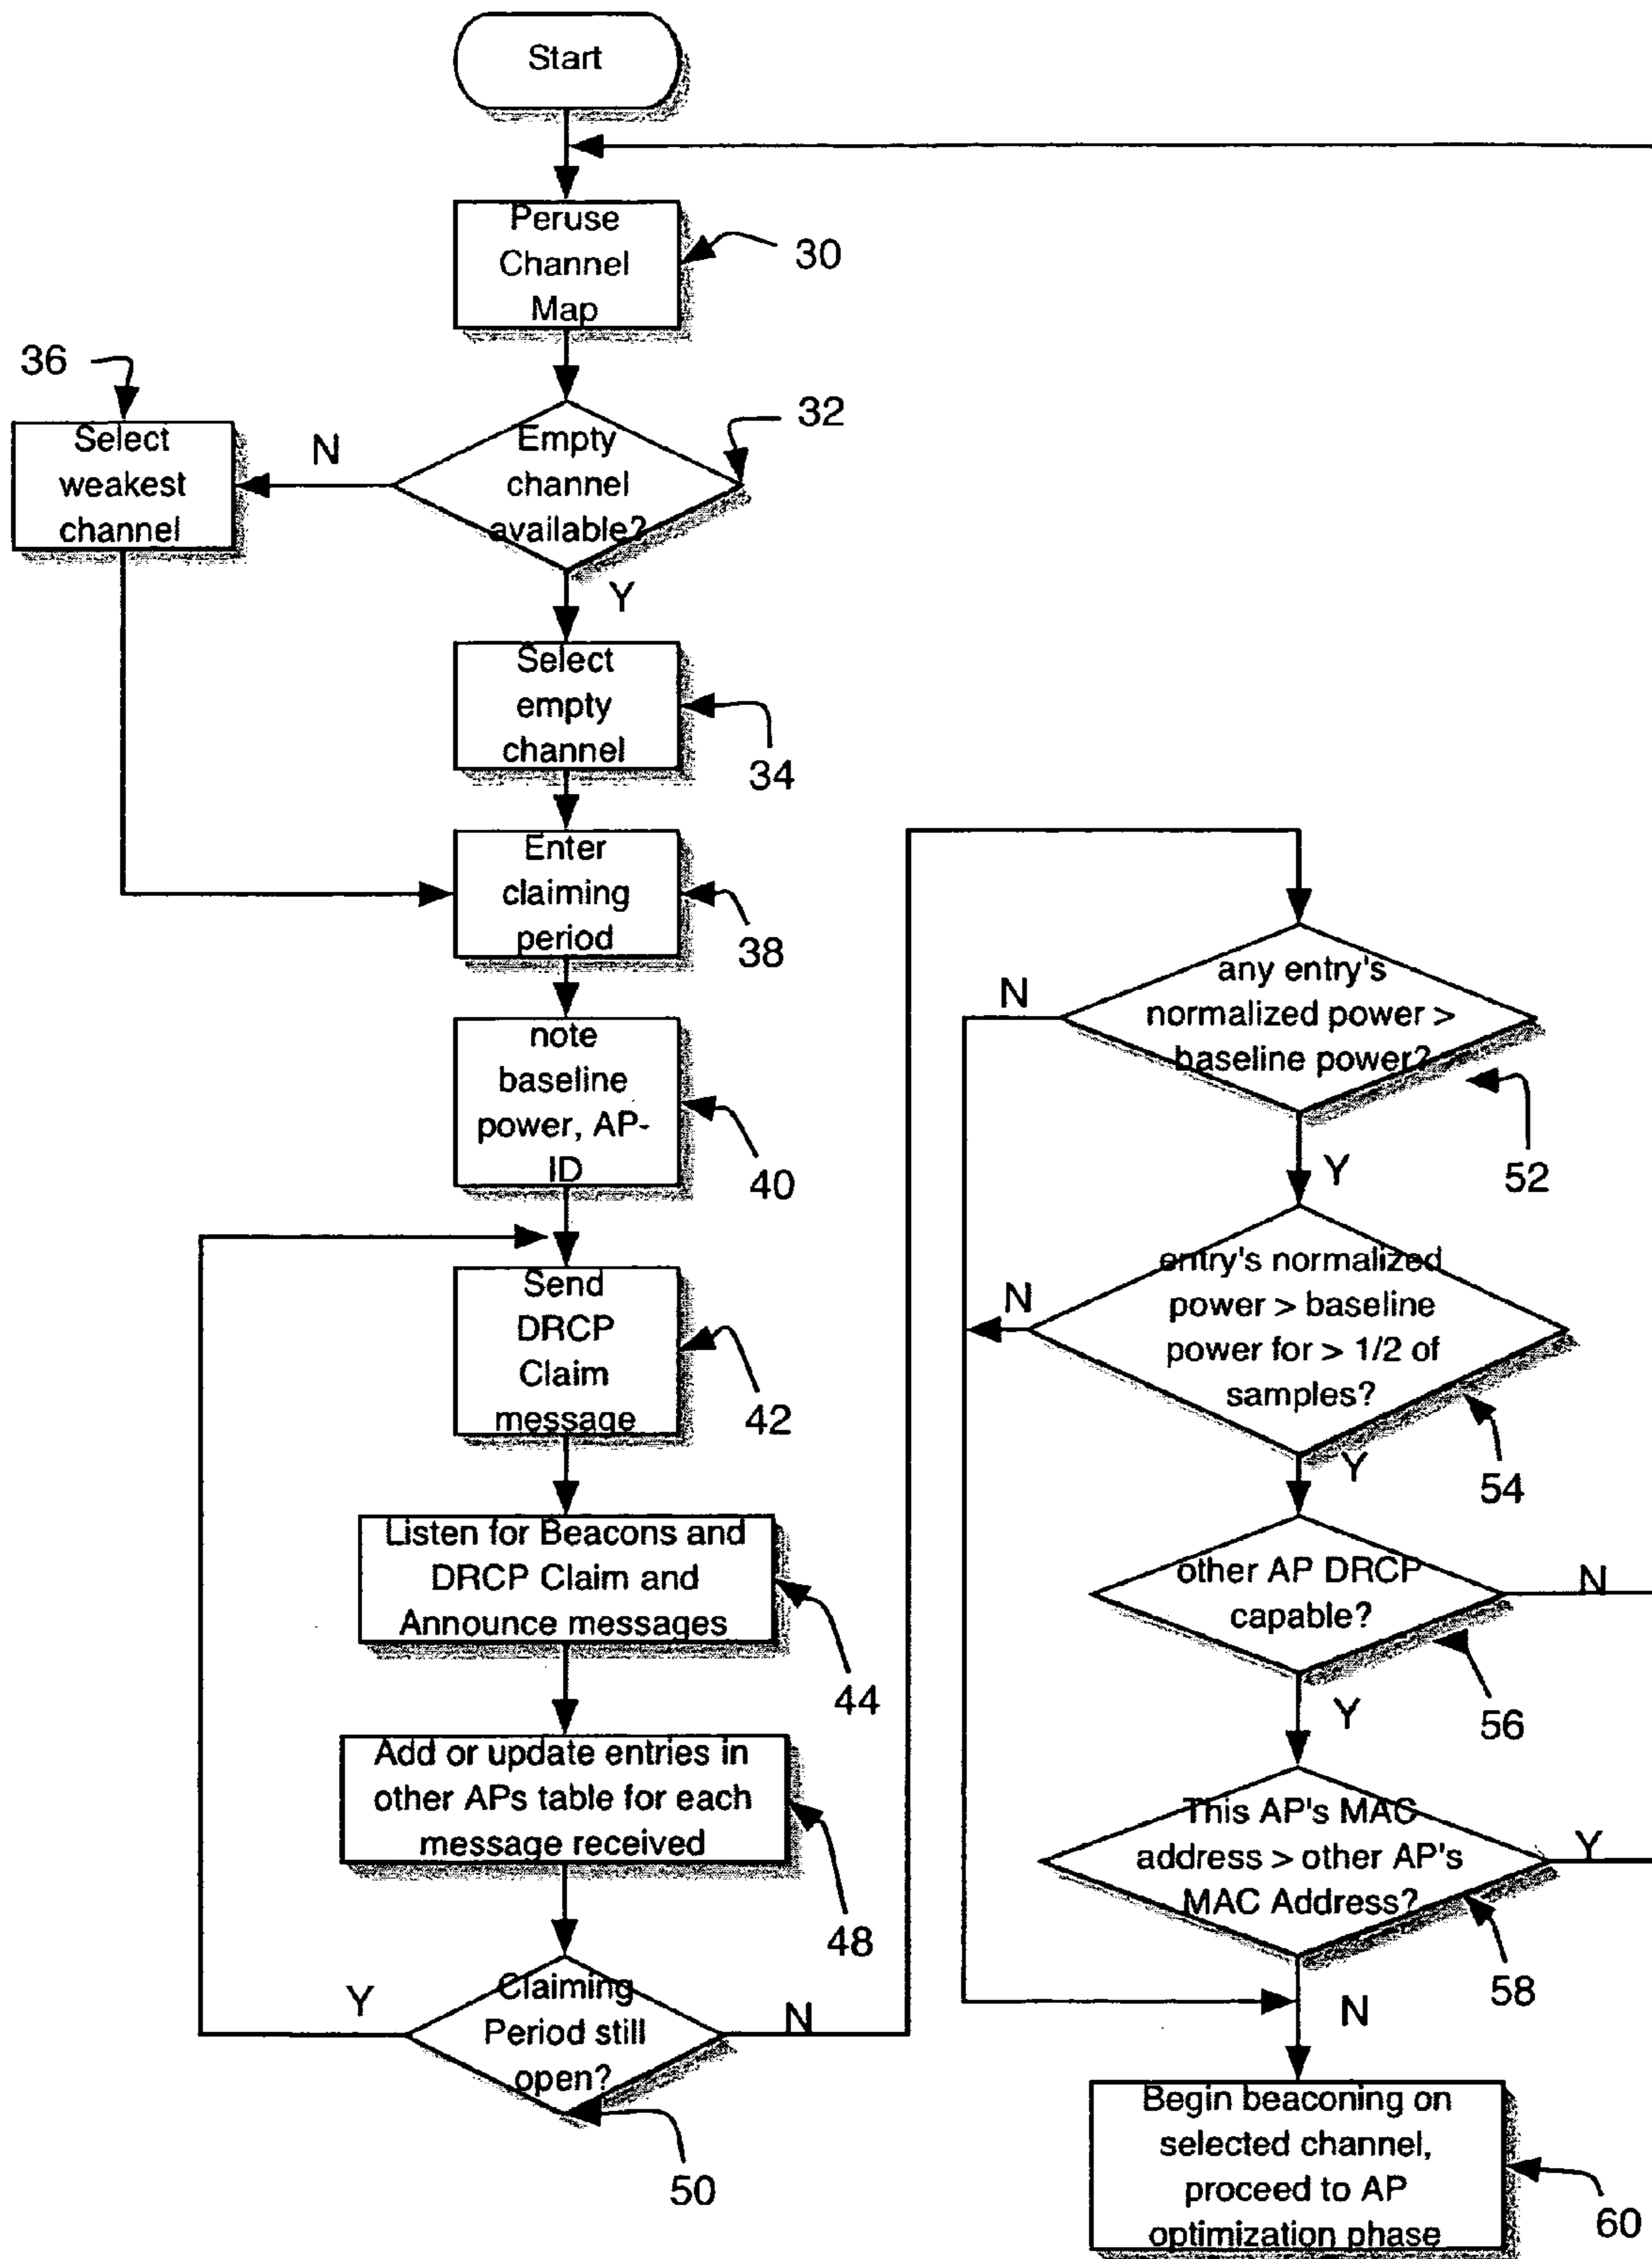 Start
Peruse
Channel
Map
30
36
Select
weakest
channel
N
Empty
channel
available?
32
Y
Select
empty
channel
34
Enter
claiming
period
38
note
baseline
power, AP-
ID
40
Send
DRCP
Claim
message
42
Listen for Beacons and
DRCP Claim and
Announce messages
44
Add or update entries in
other APs table for each
message received
48
Y
Claiming
Period still
open?
N
50
any entry's
normalized power >
baseline power?
N
52
Y
entry's normalized
power > baseline
power for > 1/2 of
samples?
N
54
Y
other AP DRCP
capable?
N
56
Y
This AP's MAC
address > other AP's
MAC Address?
Y
58
N
Begin beaconing on
selected channel,
proceed to AP
optimization phase
60